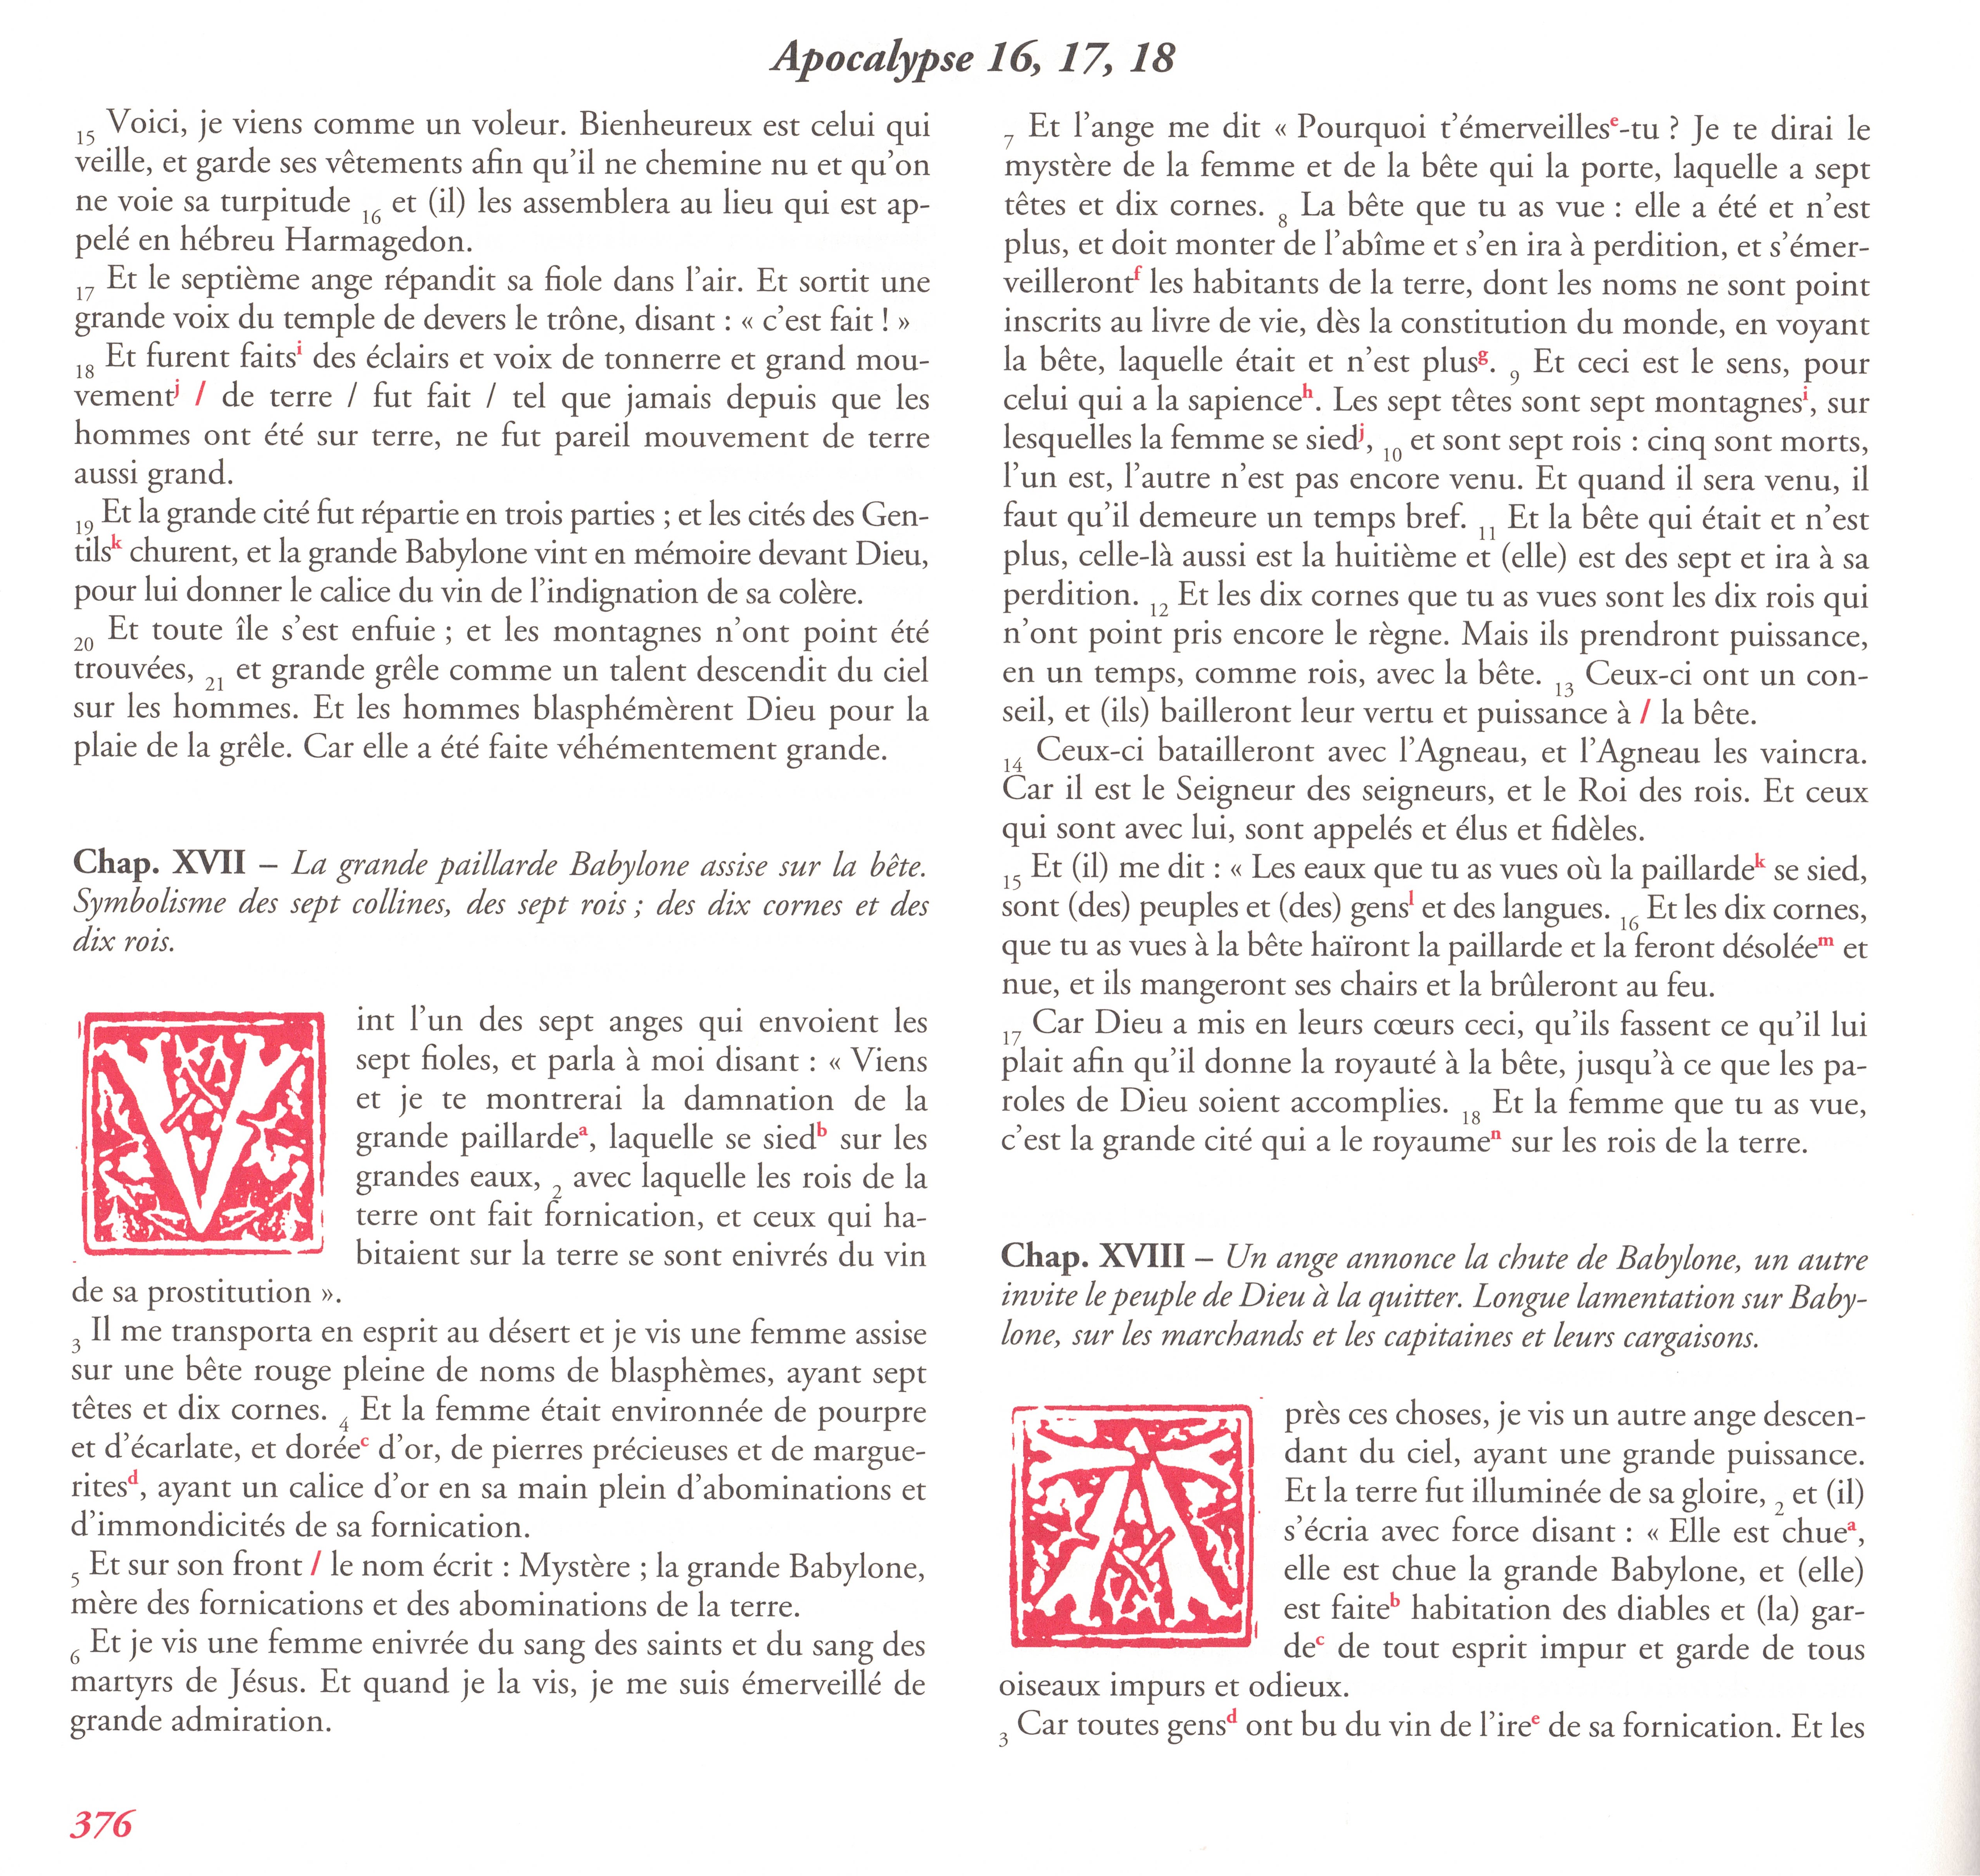 Apocalypse 16, 17, 18
15 Voici, je viens comme un voleur. Bienheureux est celui qui
veille, et garde ses vêtements afin qu’il ne chemine nu et qu’on
ne voie sa turpitude 16 et (il) les assemblera au lieu qui est ap-
pelé en hébreu Harmagedon.
17 Et le septième ange répandit sa fiole dans l’air. Et sortit une
grande voix du temple de devers le trône, disant : « c’est fait ! »
18 Et furent faitsi des éclairs et voix de tonnerre et grand mou-
vementj / de terre / fut fait / tel que jamais depuis que les
hommes ont été sur terre, ne fut pareil mouvement de terre
aussi grand.
19 Et la grande cité fut répartie en trois parties ; et les cités des Gen-
tilsk churent, et la grande Babylone vint en mémoire devant Dieu,
pour lui donner le calice du vin de l’indignation de sa colère.
20 Et toute île s’est enfuie ; et les montagnes n’ont point été
trouvées, 21 et grande grêle comme un talent descendit du ciel
sur les hommes. Et les hommes blasphémèrent Dieu pour la
plaie de la grêle. Car elle a été faite véhémentement grande.
Chap. XVII – La grande paillarde Babylone assise sur la bête.
Symbolisme des sept collines, des sept rois ; des dix cornes et des
dix rois.
Vint l’un des sept anges qui envoient les
sept fioles, et parla à moi disant : « Viens
et je te montrerai la damnation de la
grande paillardea, laquelle se siedb sur les
grandes eaux, 2 avec laquelle les rois de la
terre ont fait fornication, et ceux qui ha-
bitaient sur la terre se sont enivrés du vin
de sa prostitution ».
3 Il me transporta en esprit au désert et je vis une femme assise
sur une bête rouge pleine de noms de blasphèmes, ayant sept
têtes et dix cornes. 4 Et la femme était environnée de pourpre
et d’écarlate, et doréec d’or, de pierres précieuses et de margue-
ritesd, ayant un calice d’or en sa main plein d’abominations et
d’immondicités de sa fornication.
5 Et sur son front / le nom écrit : Mystère ; la grande Babylone,
mère des fornications et des abominations de la terre.
6 Et je vis une femme enivrée du sang des saints et du sang des
martyrs de Jésus. Et quand je la vis, je me suis émerveillé de
grande admiration.
7 Et l’ange me dit « Pourquoi t’émerveillese-tu ? Je te dirai le
mystère de la femme et de la bête qui la porte, laquelle a sept
têtes et dix cornes. 8 La bête que tu as vue : elle a été et n’est
plus, et doit monter de l’abîme et s’en ira à perdition, et s’émer-
veillerontf les habitants de la terre, dont les noms ne sont point
inscrits au livre de vie, dès la constitution du monde, en voyant
la bête, laquelle était et n’est plusg. 9 Et ceci est le sens, pour
celui qui a la sapienceh. Les sept têtes sont sept montagnesi, sur
lesquelles la femme se siedj, 10 et sont sept rois : cinq sont morts,
l’un est, l’autre n’est pas encore venu. Et quand il sera venu, il
faut qu’il demeure un temps bref. 11 Et la bête qui était et n’est
plus, celle-là aussi est la huitième et (elle) est des sept et ira à sa
perdition. 12 Et les dix cornes que tu as vues sont les dix rois qui
n’ont point pris encore le règne. Mais ils prendront puissance,
en un temps, comme rois, avec la bête. 13 Ceux-ci ont un con-
seil, et (ils) bailleront leur vertu et puissance à / la bête.
14 Ceux-ci batailleront avec l’Agneau, et l’Agneau les vaincra.
Car il est le Seigneur des seigneurs, et le Roi des rois. Et ceux
qui sont avec lui, sont appelés et élus et fidèles.
15 Et (il) me dit : « Les eaux que tu as vues où la paillardek se sied,
sont (des) peuples et (des) gensl et des langues. 16 Et les dix cornes,
que tu as vues à la bête haïront la paillarde et la feront désoléem et
nue, et ils mangeront ses chairs et la brûleront au feu.
17 Car Dieu a mis en leurs cœurs ceci, qu’ils fassent ce qu’il lui
plait afin qu’il donne la royauté à la bête, jusqu’à ce que les pa-
roles de Dieu soient accomplies. 18 Et la femme que tu as vue,
c’est la grande cité qui a le royaumen sur les rois de la terre.
Chap. XVIII – Un ange annonce la chute de Babylone, un autre
invite le peuple de Dieu à la quitter. Longue lamentation sur Baby-
lone, sur les marchands et les capitaines et leurs cargaisons.
Après ces choses, je vis un autre ange descen-
dant du ciel, ayant une grande puissance.
Et la terre fut illuminée de sa gloire, 2 et (il)
s’écria avec force disant : « Elle est chuea,
elle est chue la grande Babylone, et (elle)
est faiteb habitation des diables et (la) gar-
dec de tout esprit impur et garde de tous
oiseaux impurs et odieux.
3 Car toutes gensd ont bu du vin de l’iree de sa fornication. Et les
376